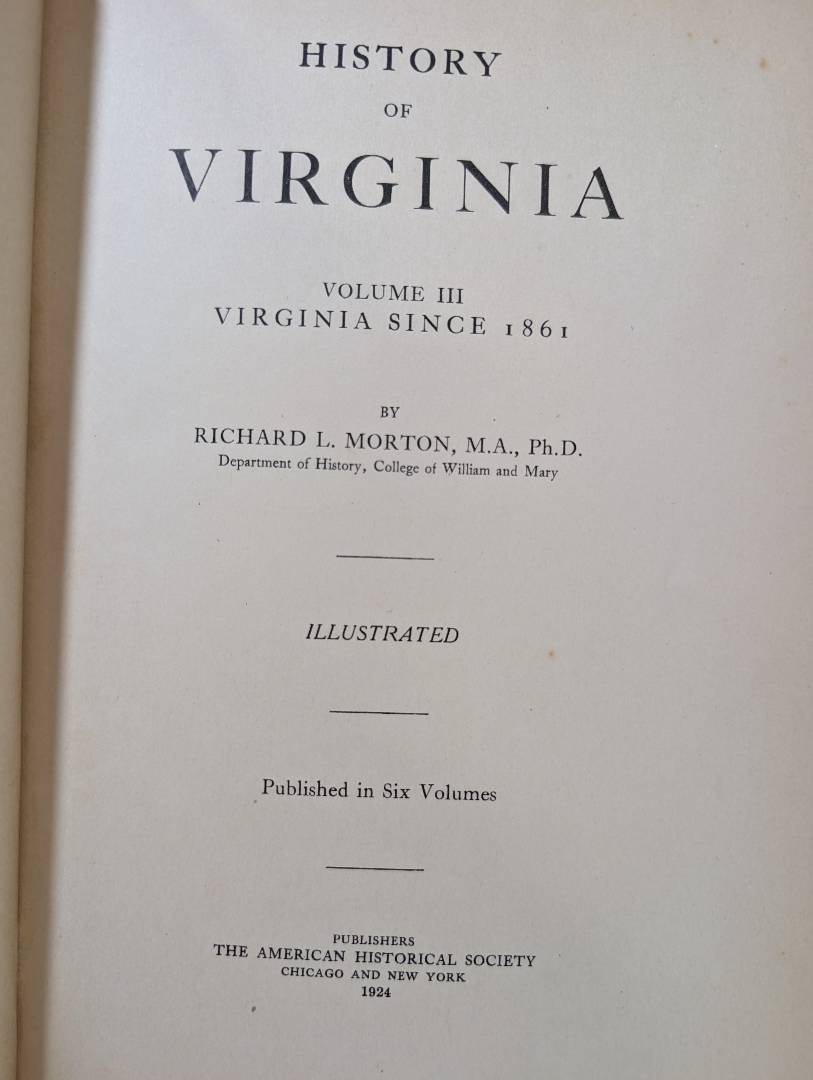 HISTORY
OF
VIRGINIA
VOLUME III
VIRGINIA SINCE 1861
BY
RICHARD L. MORTON, M.A., Ph.D.
Department of History, College of William and Mary
ILLUSTRATED
Published in Six Volumes
PUBLISHERS
THE AMERICAN HISTORICAL SOCIETY
CHICAGO AND NEW YORK
1924